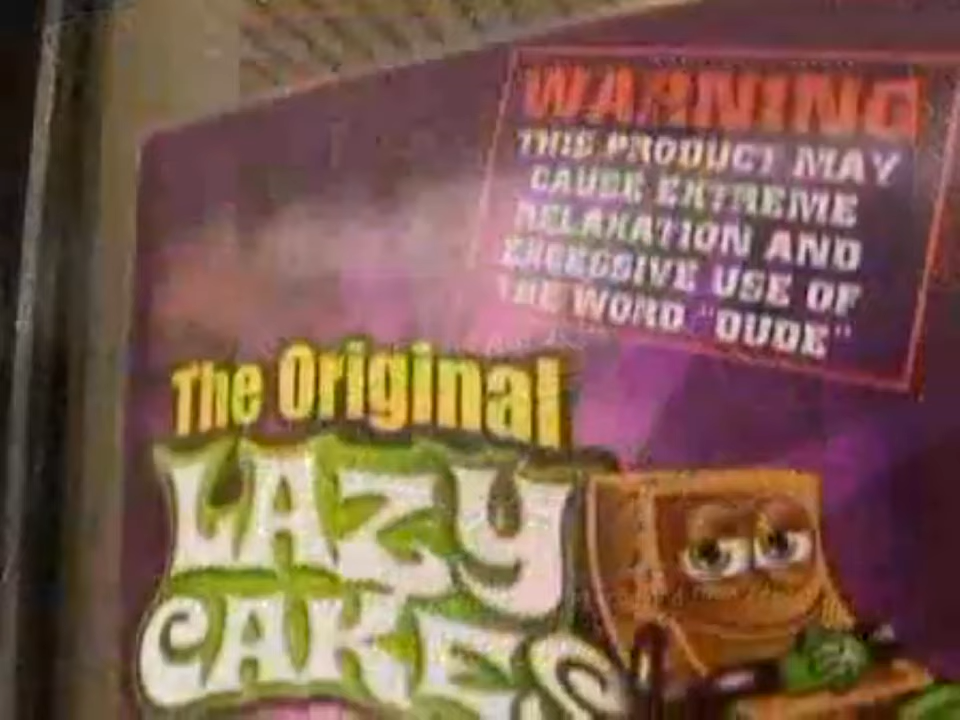 WARNING
THIS PRODUCT MAY
CAUSE EXTREME
RELAXATION AND
EXCESSIVE USE OF
THE WORD "DUDE"
The Original
LAZY
CAKES